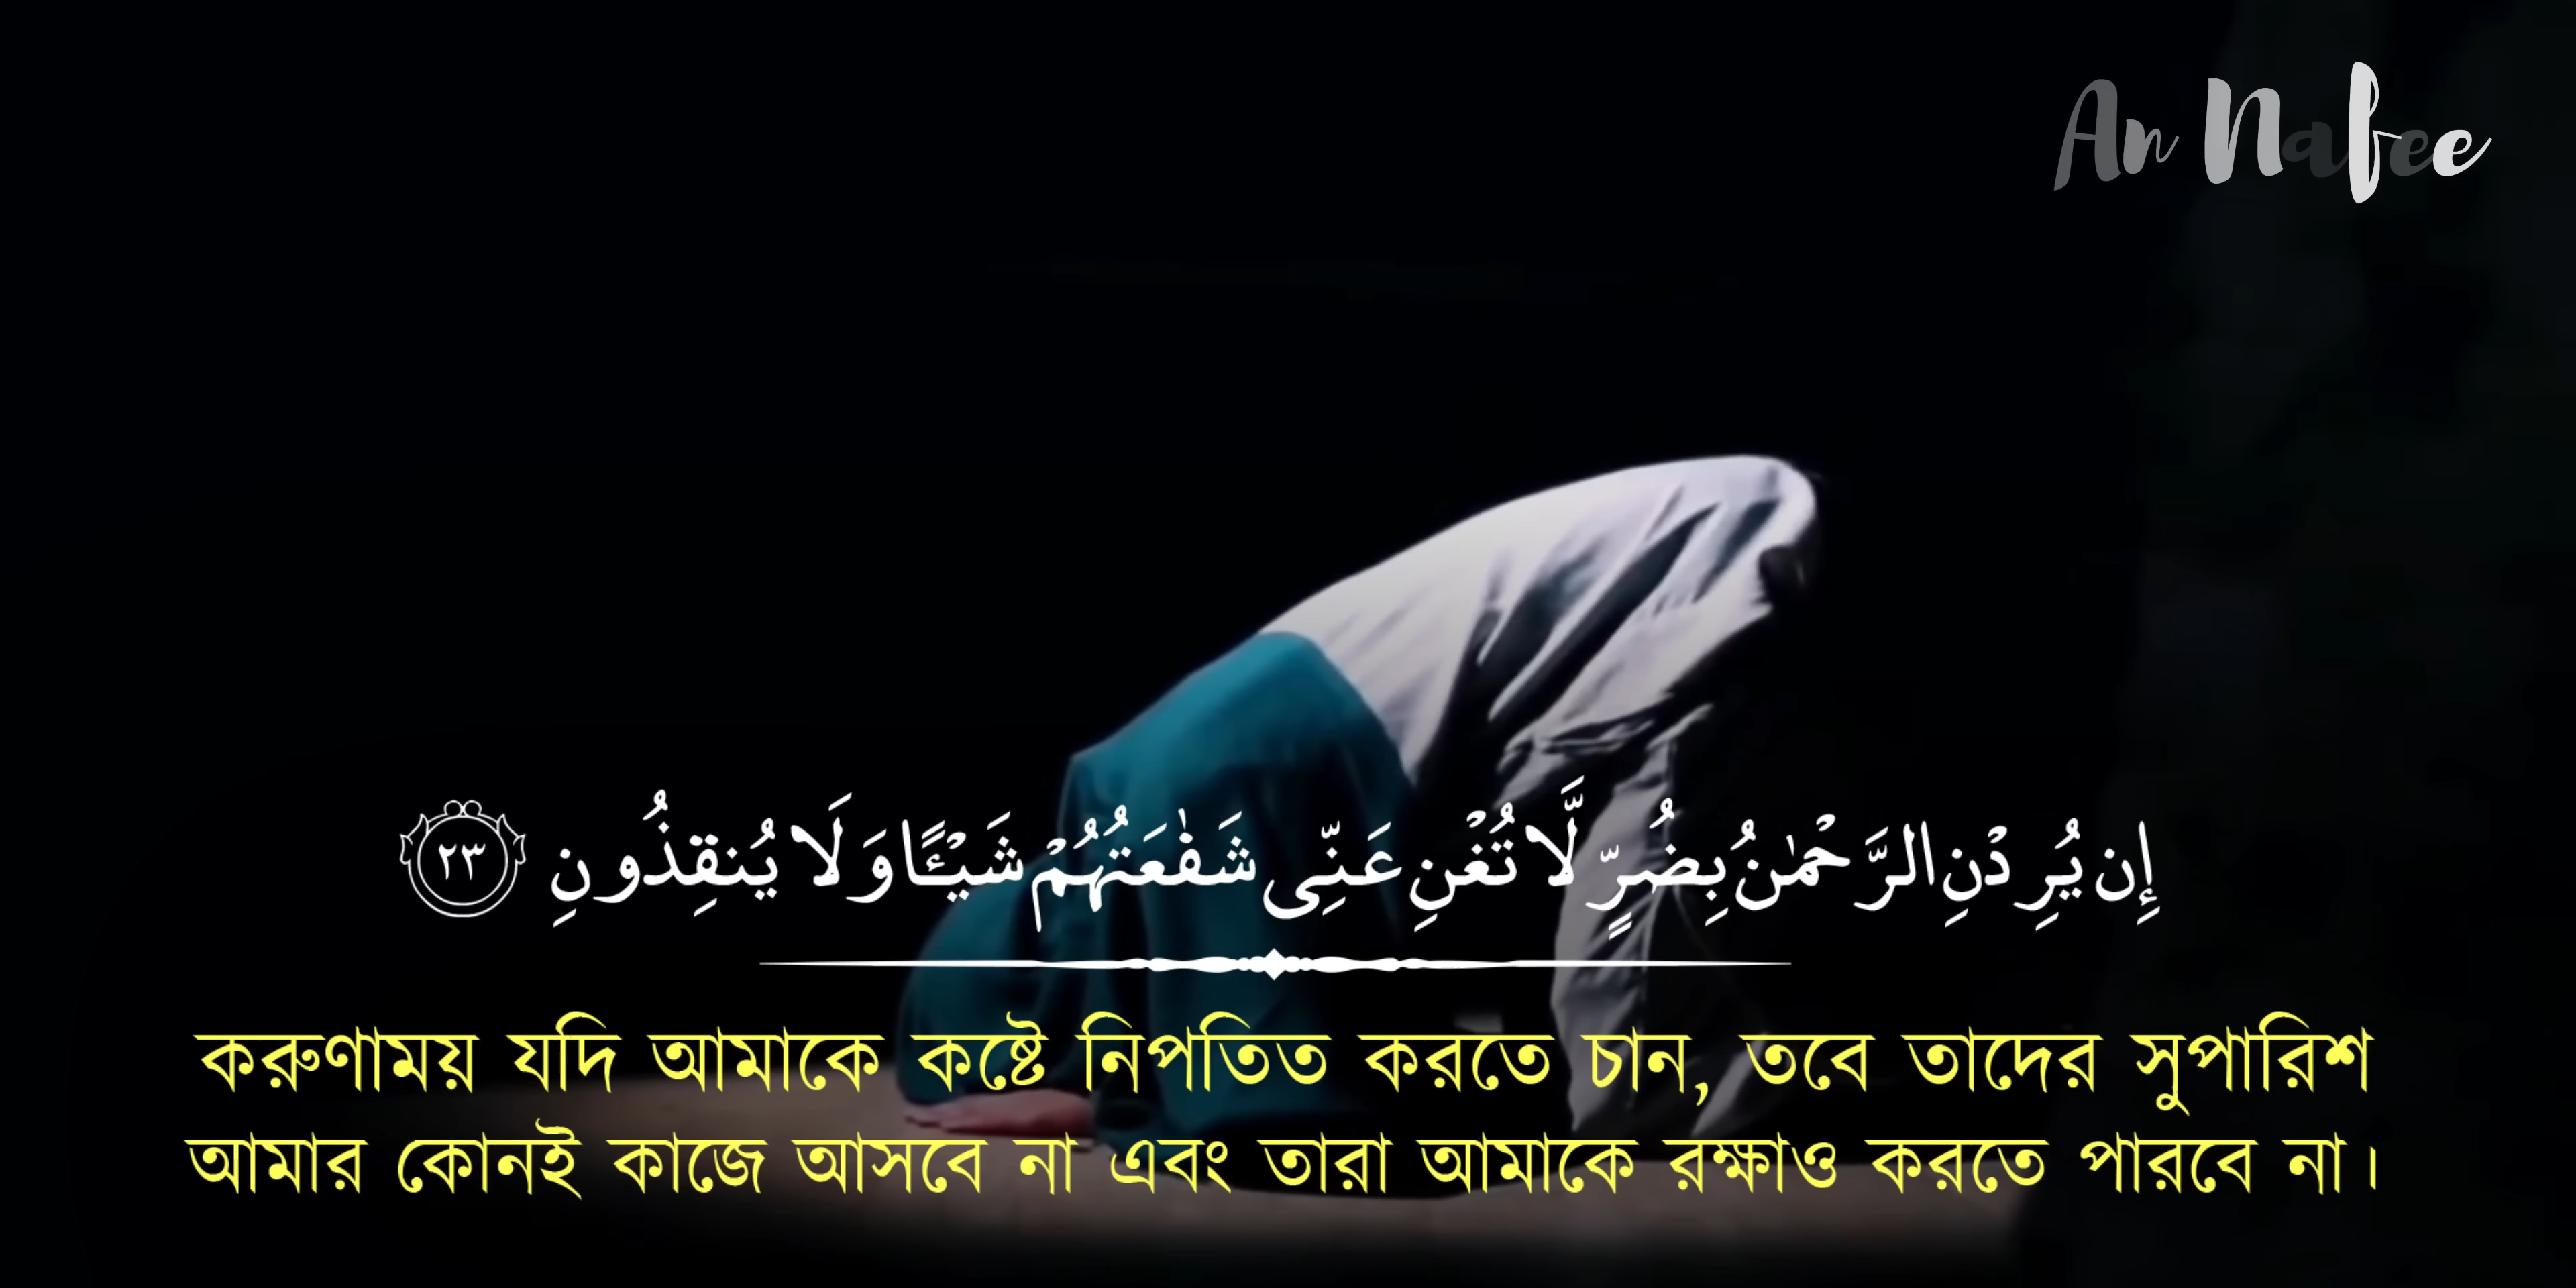 An Nafee
إِن يُرِدْنِ الرَّحْمَٰنُ بِضُرٍّ لَّا تُغْنِ عَنِّي شَفَٰعَتُهُمْ شَيْـًٔا وَلَا يُنقِذُونِ ٢٣
করুণাময় যদি আমাকে কষ্টে নিপতিত করতে চান, তবে তাদের সুপারিশ
আমার কোনই কাজে আসবে না এবং তারা আমাকে রক্ষাও করতে পারবে না।